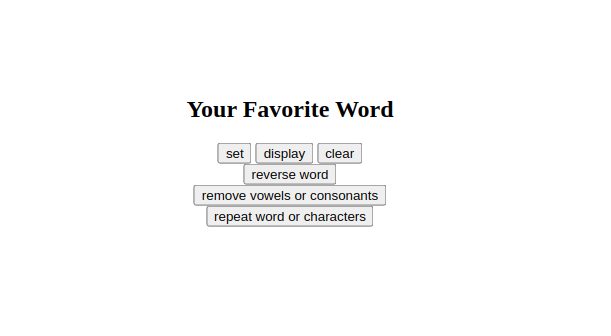 Your Favorite Word
set display clear
reverse word
remove vowels or consonants
repeat word or characters